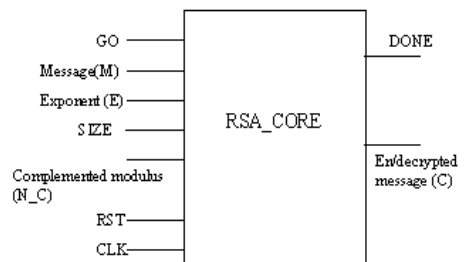 GO
Message(M)
Exponent (E)
SIZE
Complemented modulus
(N_C)
RST
CLK
RSA_CORE
DONE
En/decrypted
message (C)